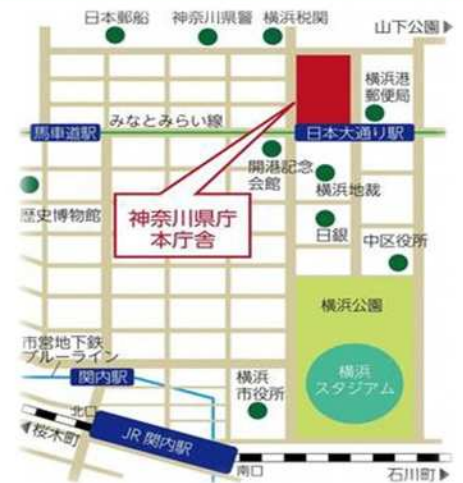 日本郵船
神奈川県警
横浜税関
山下公園
横浜港
郵便局
馬車道駅
みなとみらい線
日本大通り駅
開港記念
会館
横浜地裁
歴史博物館
神奈川県庁
本庁舎
日銀
中区役所
横浜公園
市営地下鉄
ブルーライン
関内駅
横浜
市役所
横浜
スタジアム
北口
桜木町
JR 関内駅
南口
石川町